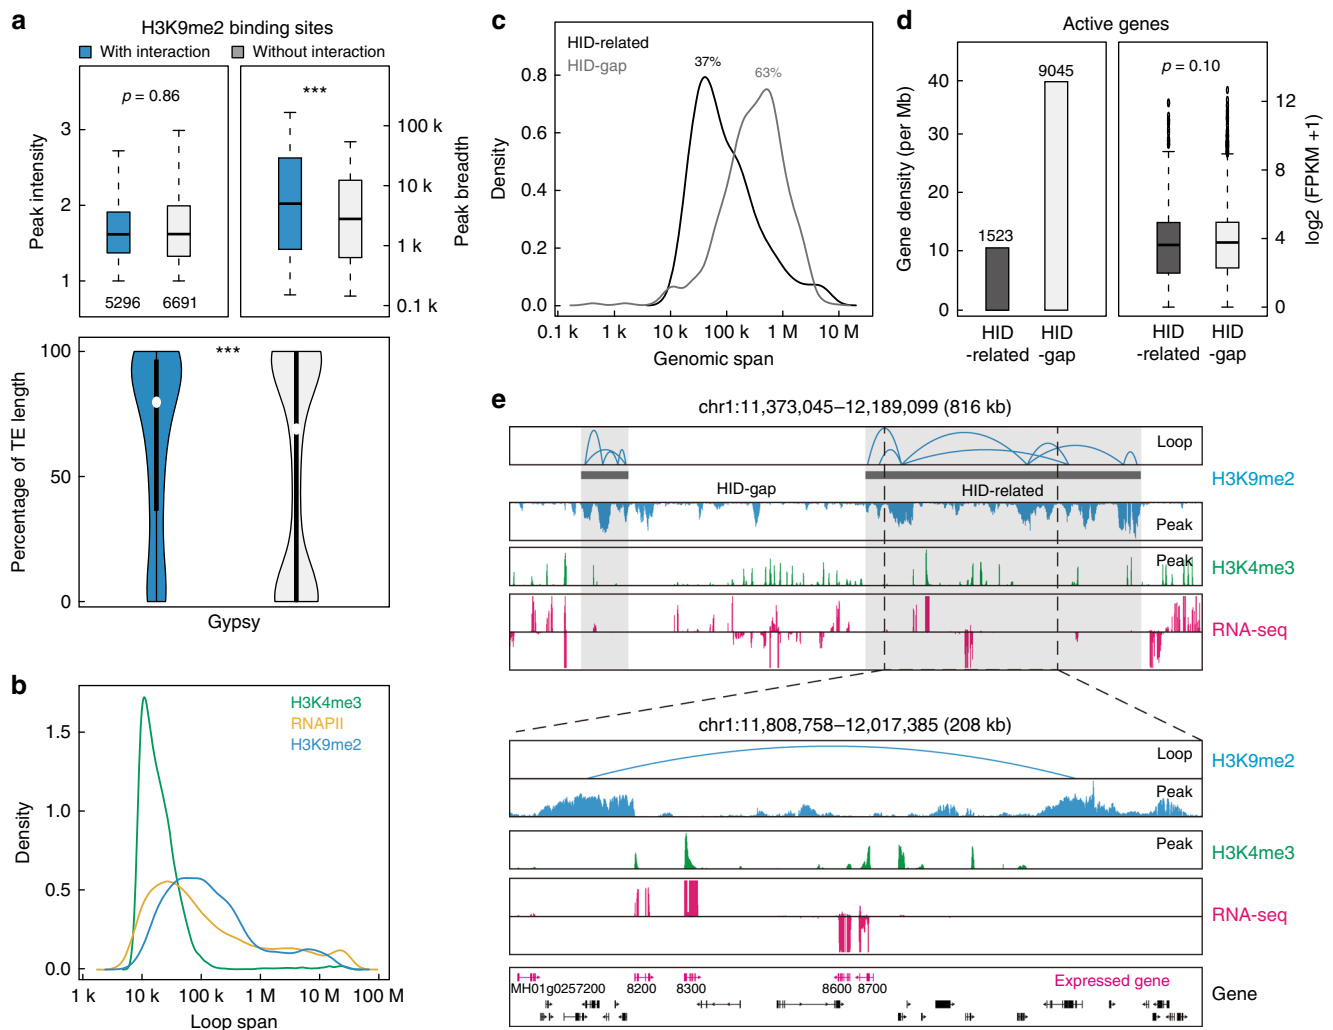 a
H3K9me2 binding sites
With interaction
Without interaction
p = 0.86
***
Peak intensity
3
2
1
5296
6691
100 k
10 k
1 k
0.1 k
Peak breadth
***
Percentage of TE length
100
50
0
Gypsy
b
H3K4me3
RNAPII
H3K9me2
Density
1.5
1.0
0.5
0.0
1 k
10 k
100 k
1 M
10 M
100 M
Loop span
c
HID-related
HID-gap
37%
63%
Density
0.8
0.6
0.4
0.2
0.0
0.1 k
1 k
10 k
100 k
1 M
10 M
Genomic span
d
Active genes
Gene density (per Mb)
40
30
20
10
0
1523
9045
HID
-related
HID
-gap
p = 0.10
12
8
4
0
log2 (FPKM +1)
HID
-related
HID
-gap
e
chr1:11,373,045–12,189,099 (816 kb)
Loop
H3K9me2
HID-gap
HID-related
Peak
Peak
H3K4me3
RNA-seq
chr1:11,808,758–12,017,385 (208 kb)
Loop
H3K9me2
Peak
Peak
H3K4me3
RNA-seq
Expressed gene
MH01g0257200
8200
8300
8600
8700
Gene